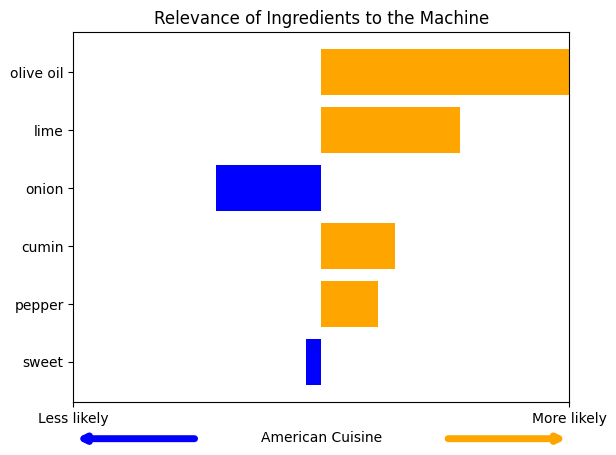 Relevance of Ingredients to the Machine
olive oil
lime
onion
cumin
pepper
sweet
Less likely
More likely
American Cuisine